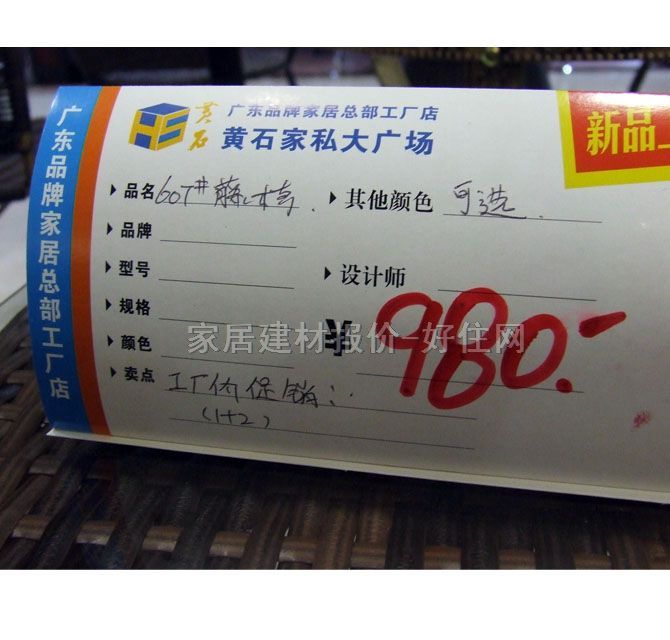 广东品牌家居总部工厂店
黄石
广东品牌家居总部工厂店
黄石家私大广场
新品上
品名 607# 藤椅
其他颜色 可选
品牌
型号
设计师
规格
颜色
¥ 980.-
家居建材报价-好住网
卖点 工厂价促销:
(1+2)